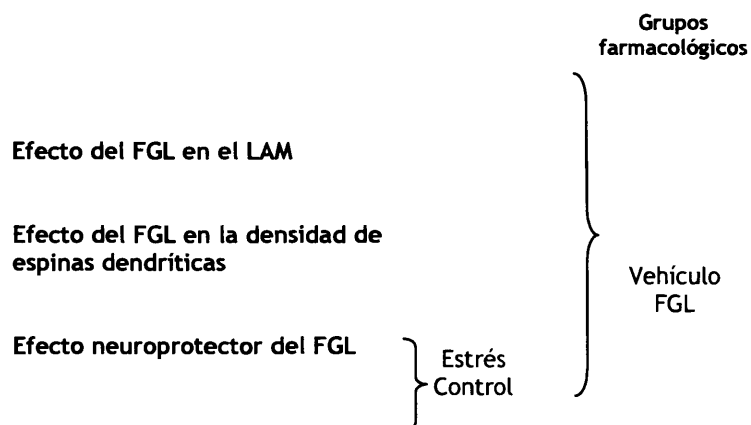 Grupos
farmacológicos
Efecto del FGL en el LAM
Efecto del FGL en la densidad de
espinas dendríticas
Vehículo
FGL
Efecto neuroprotector del FGL
Estrés
Control